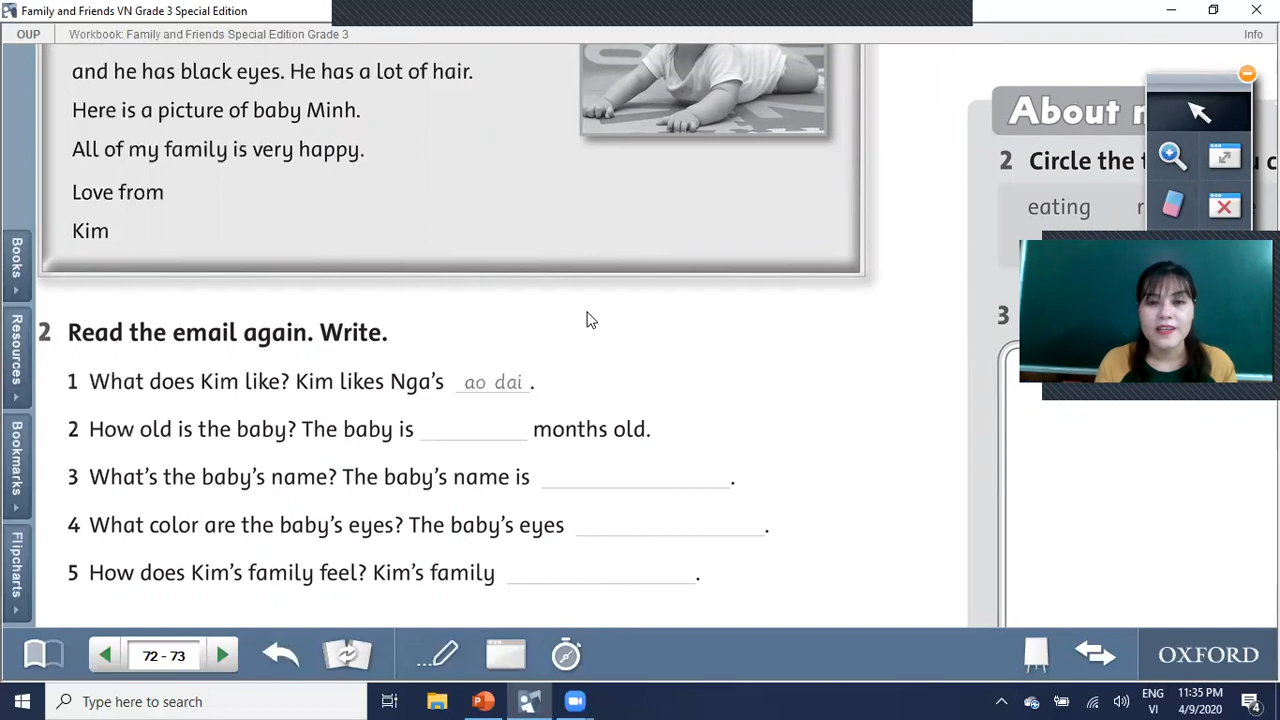 Family and Friends VN Grade 3 Special Edition
OUP
Workbook: Family and Friends Special Edition Grade 3
Info
and he has black eyes. He has a lot of hair.
Here is a picture of baby Minh.
All of my family is very happy.
Love from
Kim
2 Read the email again. Write.
1 What does Kim like? Kim likes Nga's ao dai .
2 How old is the baby? The baby is ________ months old.
3 What's the baby's name? The baby's name is ________ .
4 What color are the baby's eyes? The baby's eyes ________ .
5 How does Kim's family feel? Kim's family ________ .
About
2 Circle the
eating
3
Books
Resources
Bookmarks
Flipcharts
72 - 73
OXFORD
Type here to search
ENG
VI
11:35 PM
4/9/2020
4